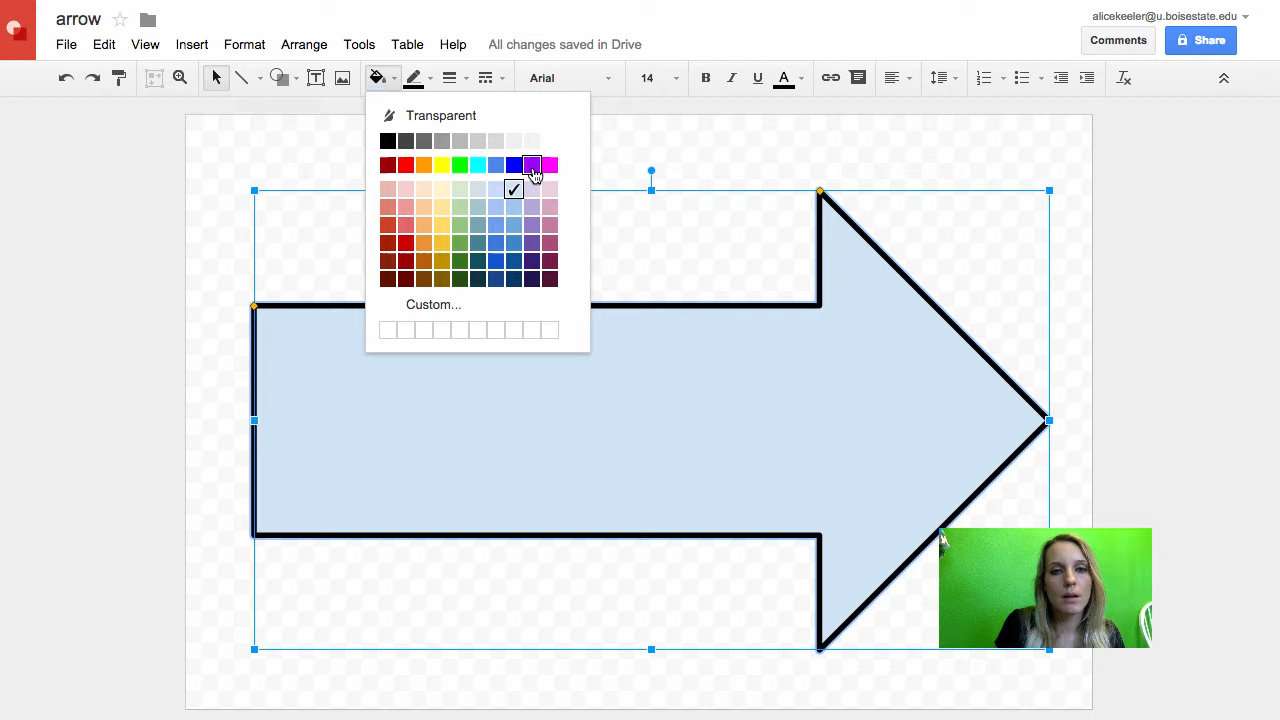 arrow
alicekeeler@u.boisestate.edu
File Edit View Insert Format Arrange Tools Table Help All changes saved in Drive
Comments
Share
Arial 14 B I U A
Transparent
Custom...